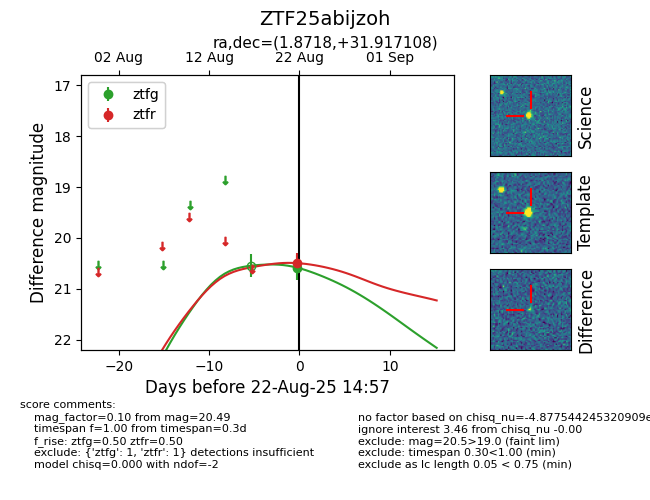 ZTF25abijzoh
ra,dec=(1.8718,+31.917108)
02 Aug 12 Aug 22 Aug 01 Sep
17
18
19
20
21
22
Difference magnitude
ztfg
ztfr
−20 −10 0 10
Days before 22-Aug-25 14:57
Science
Template
Difference
score comments:
mag_factor=0.10 from mag=20.49
timespan f=1.00 from timespan=0.3d
f_rise: ztfg=0.50 ztfr=0.50
exclude: {'ztfg': 1, 'ztfr': 1} detections insufficient
model chisq=0.000 with ndof=-2
no factor based on chisq_nu=-4.877544245320909e
ignore interest 3.46 from chisq_nu -0.00
exclude: mag=20.5>19.0 (faint lim)
exclude: timespan 0.30<1.00 (min)
exclude as lc length 0.05 < 0.75 (min)